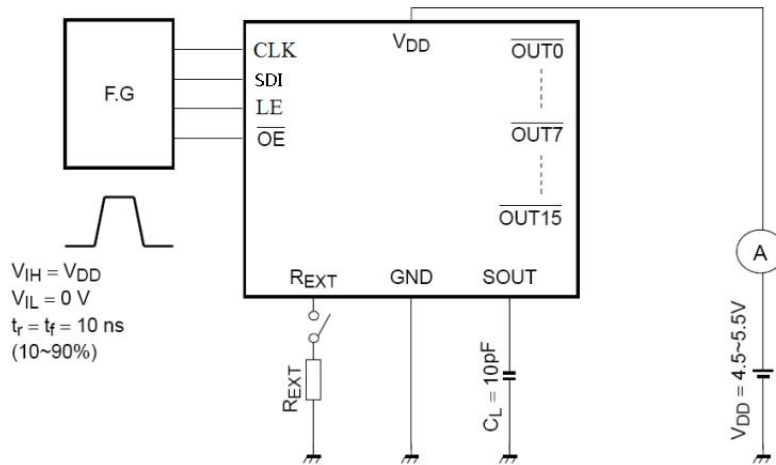 F.G
CLK
SDI
LE
OE
VDD
OUT0
OUT7
OUT15
REXT
GND
SOUT
A
VIH = VDD
VIL = 0 V
tr = tf = 10 ns
(10~90%)
REXT
CL = 10pF
VDD = 4.5~5.5V